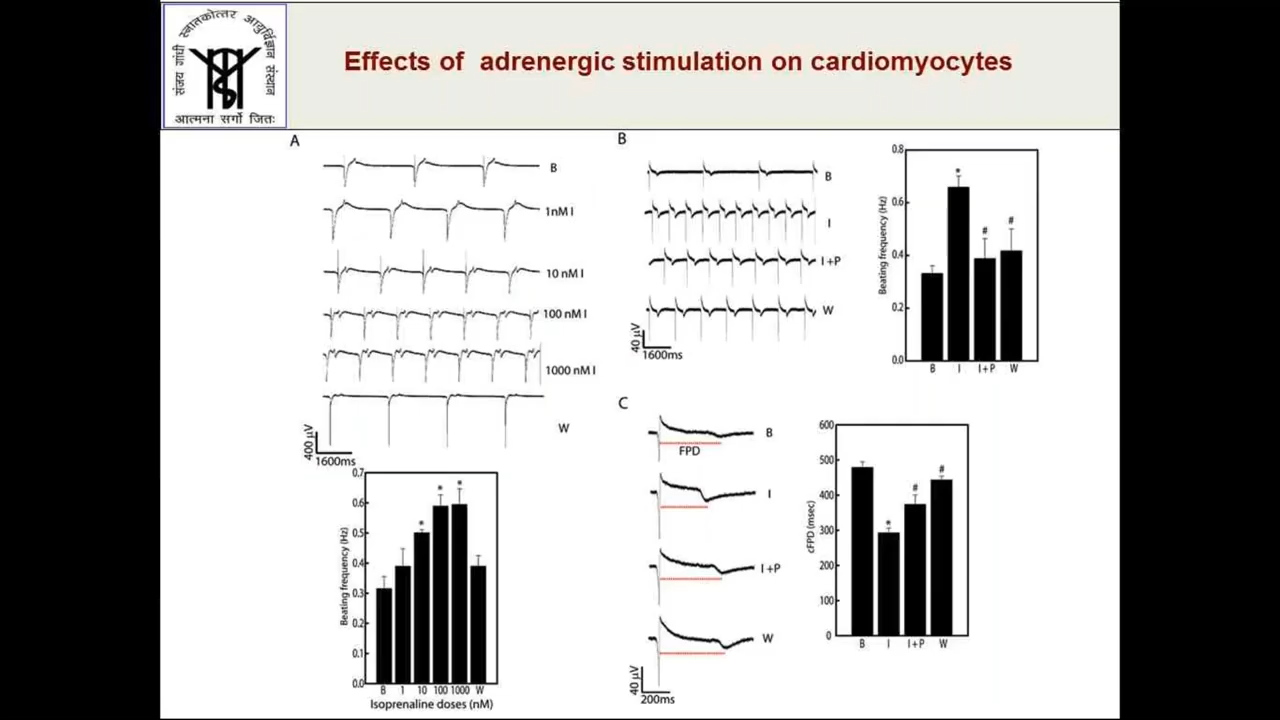 संजय गांधी स्नातकोत्तर आयुर्विज्ञान संस्थान
आत्मना सर्गो जितः
Effects of adrenergic stimulation on cardiomyocytes
A
B
1nM I
10 nM I
100 nM I
1000 nM I
W
400 µV
1600ms
0.7
0.6
0.5
0.4
0.3
0.2
0.1
0.0
Beating frequency (Hz)
* * *
B 1 10 100 1000 W
Isoprenaline doses (nM)
B
B
I
I+P
W
40 µV
1600ms
0.8
0.6
0.4
0.2
0.0
Beating frequency (Hz)
* # #
B I I+P W
C
B
FPD
I
I+P
W
40 µV
200ms
600
500
400
300
200
100
0
cFPD (msec)
* # #
B I I+P W